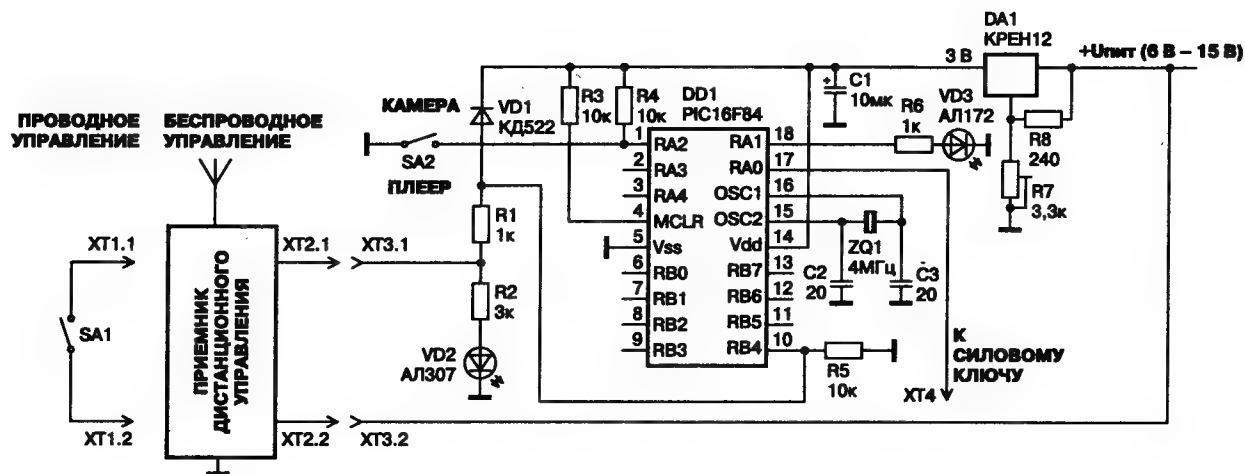 DA1
КРЕН12
+Uпит (6 В – 15 В)
3 В
C1
10мк
R3
10к
R4
10к
DD1
PIC16F84
R6
1к
VD3
АЛ172
VD1
КД522
КАМЕРА
ПРОВОДНОЕ
УПРАВЛЕНИЕ
БЕСПРОВОДНОЕ
УПРАВЛЕНИЕ
SA2
ПЛЕЕР
R8
240
R7
3,3к
1 RA2 RA1 18
2 RA3 RA0 17
3 RA4 OSC1 16
4 MCLR OSC2 15
5 Vss Vdd 14
6 RB0 RB7 13
7 RB1 RB6 12
8 RB2 RB5 11
9 RB3 RB4 10
ZQ1
4МГц
C2
20
C3
20
R1
1к
XT1.1
XT2.1
XT3.1
R2
3к
SA1
ПРИЕМНИК
ДИСТАНЦИОННОГО
УПРАВЛЕНИЯ
VD2
АЛ307
R5
10к
К
СИЛОВОМУ
КЛЮЧУ
XT4
XT1.2
XT2.2
XT3.2